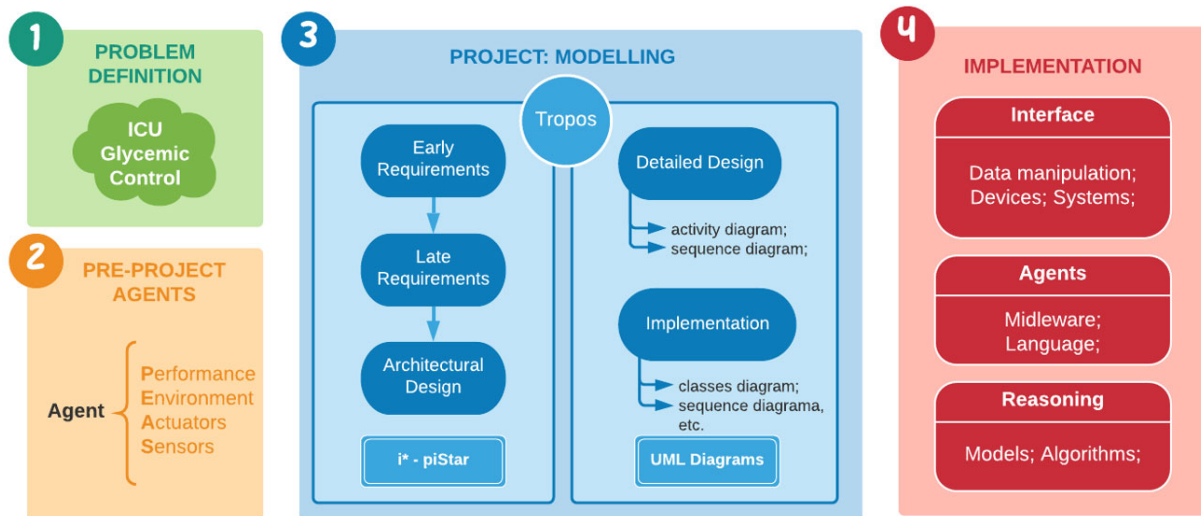 1
PROBLEM
DEFINITION
ICU
Glycemic
Control
2
PRE-PROJECT
AGENTS
Agent
Performance
Environment
Actuators
Sensors
3
PROJECT: MODELLING
Tropos
Early
Requirements
Late
Requirements
Architectural
Design
i* - piStar
Detailed Design
activity diagram;
sequence diagram;
Implementation
classes diagram;
sequence diagrama,
etc.
UML Diagrams
4
IMPLEMENTATION
Interface
Data manipulation;
Devices; Systems;
Agents
Midleware;
Language;
Reasoning
Models; Algorithms;